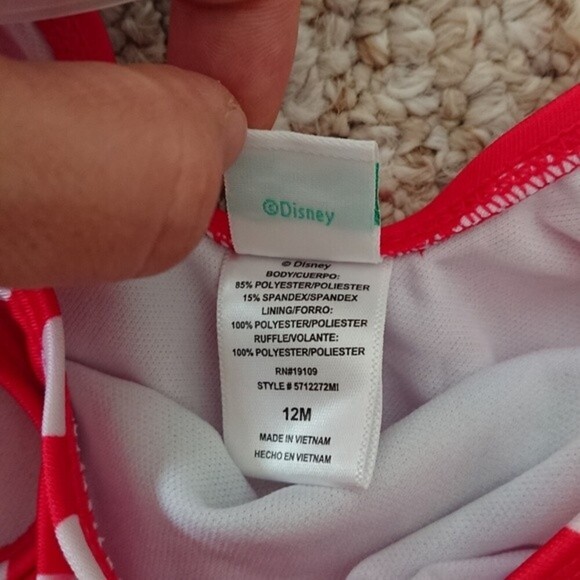 ©Disney
© Disney
BODY/CUERPO:
85% POLYESTER/POLIESTER
15% SPANDEX/SPANDEX
LINING/FORRO:
100% POLYESTER/POLIESTER
RUFFLE/VOLANTE:
100% POLYESTER/POLIESTER
RN#19109
STYLE # 5712272MI
12M
MADE IN VIETNAM
HECHO EN VIETNAM